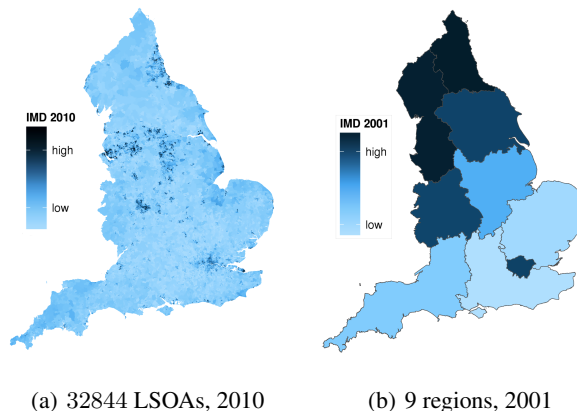 IMD 2010
high
low
IMD 2001
high
low
(a) 32844 LSOAs, 2010
(b) 9 regions, 2001